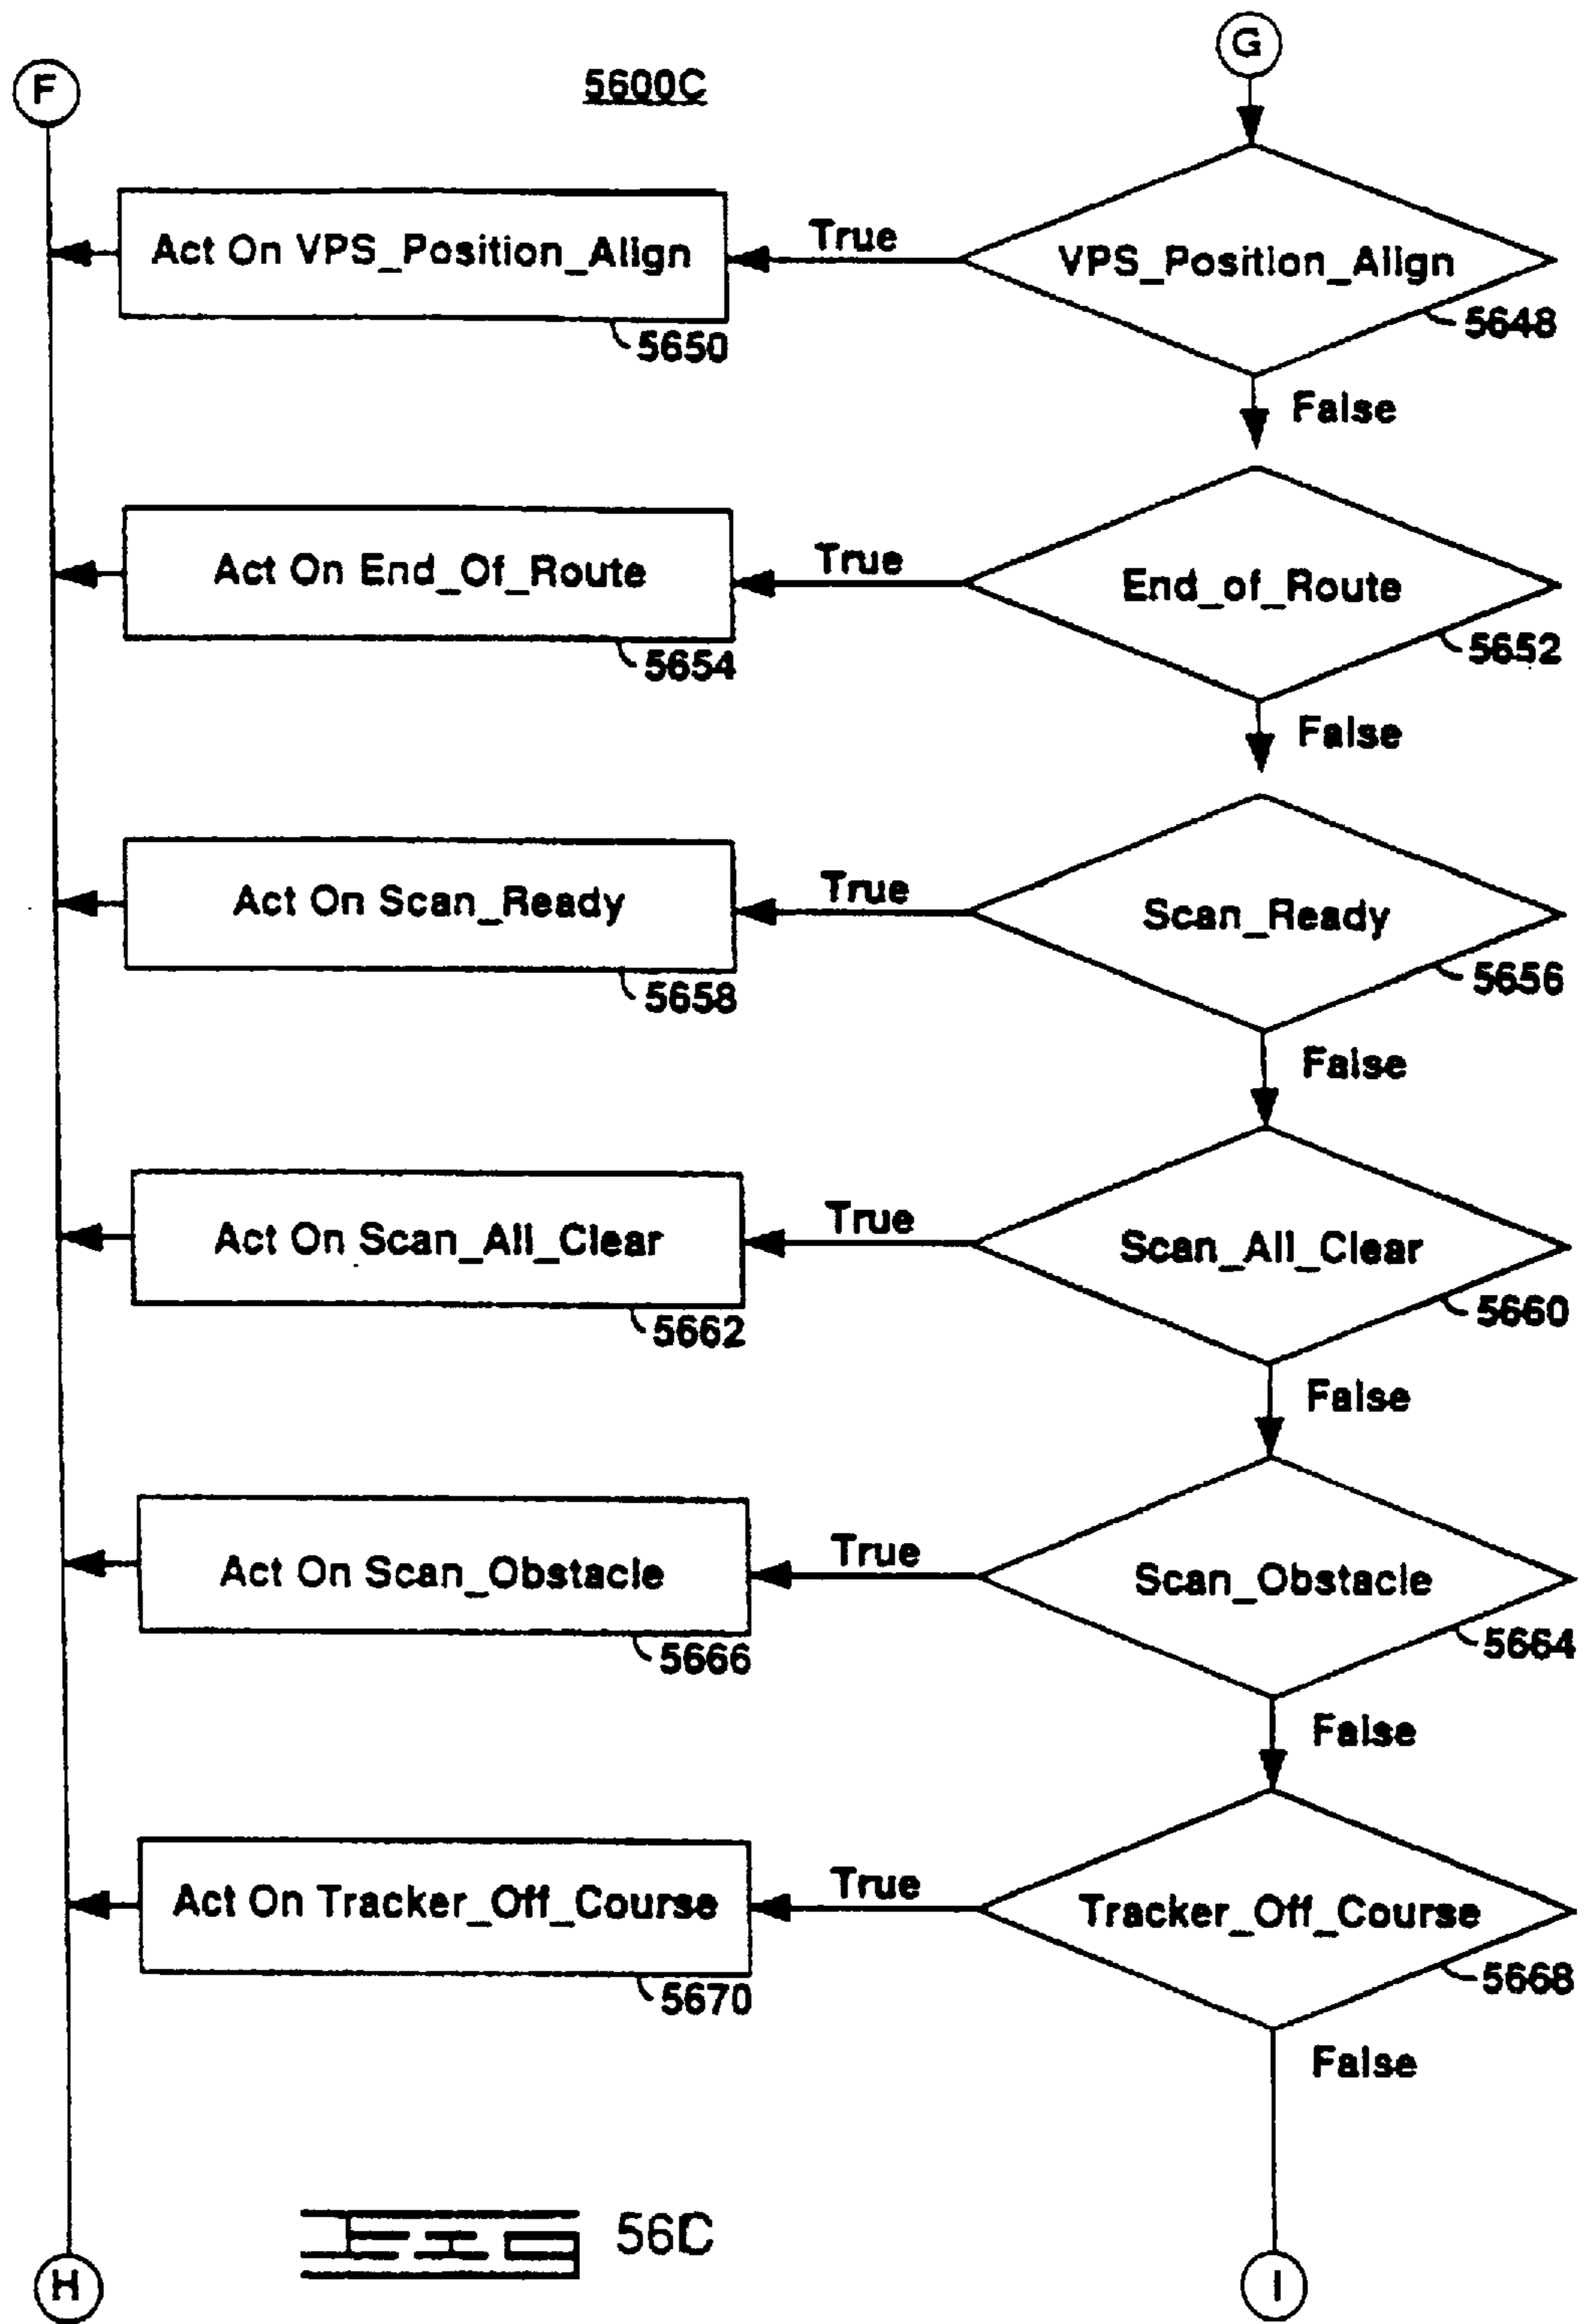 G
F
5600C
Act On VPS_Position_Align
True
VPS_Position_Align
5648
5650
False
Act On End_Of_Route
True
End_of_Route
5652
5654
False
Act On Scan_Ready
True
Scan_Ready
5656
5658
False
Act On Scan_All_Clear
True
Scan_All_Clear
5660
5662
False
Act On Scan_Obstacle
True
Scan_Obstacle
5664
5666
False
Act On Tracker_Off_Course
True
Tracker_Off_Course
5668
5670
False
FIG 56C
H
I